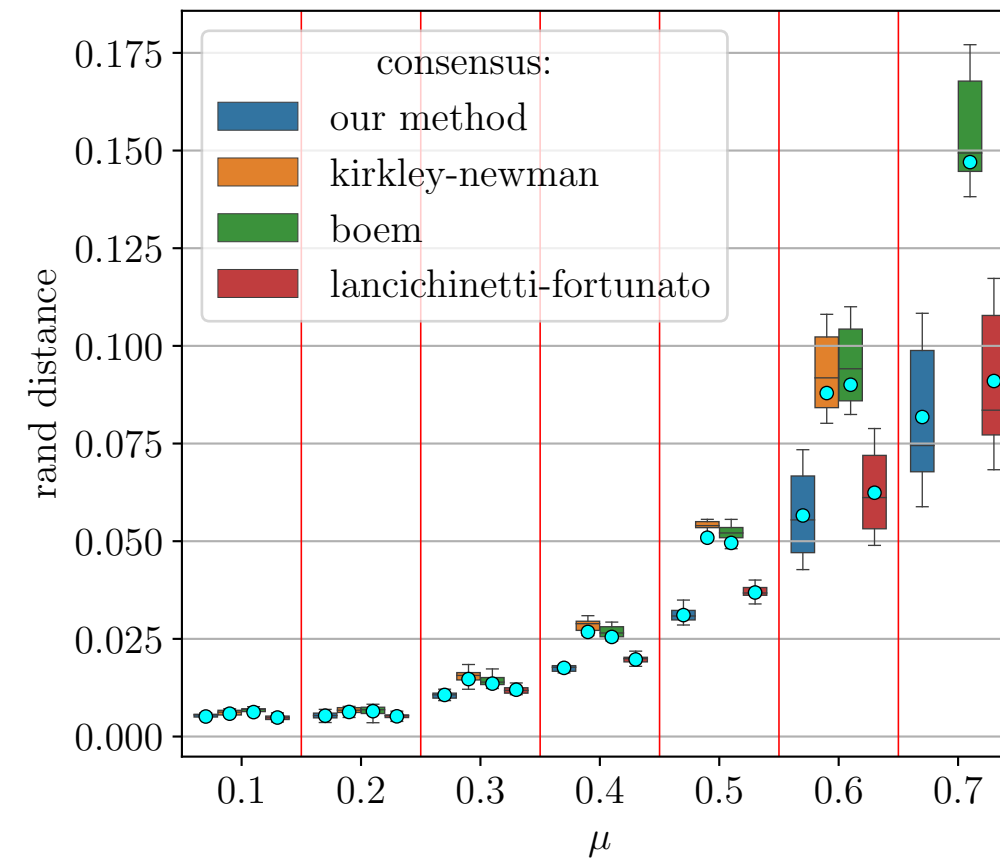 consensus:
our method
kirkley-newman
boem
lancichinetti-fortunato
rand distance
0.175
0.150
0.125
0.100
0.075
0.050
0.025
0.000
0.1 0.2 0.3 0.4 0.5 0.6 0.7
μ